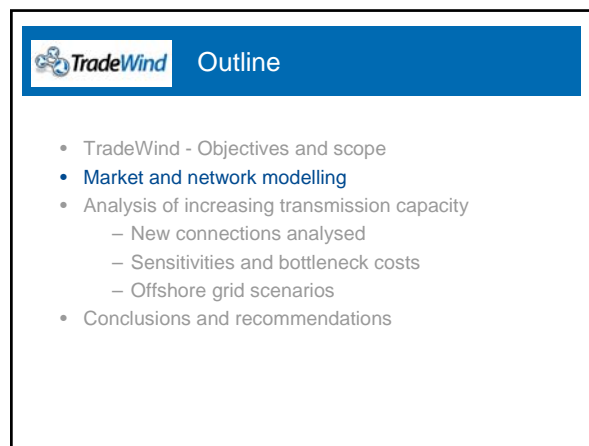 TradeWind
Outline
• TradeWind - Objectives and scope
• Market and network modelling
• Analysis of increasing transmission capacity
– New connections analysed
– Sensitivities and bottleneck costs
– Offshore grid scenarios
• Conclusions and recommendations